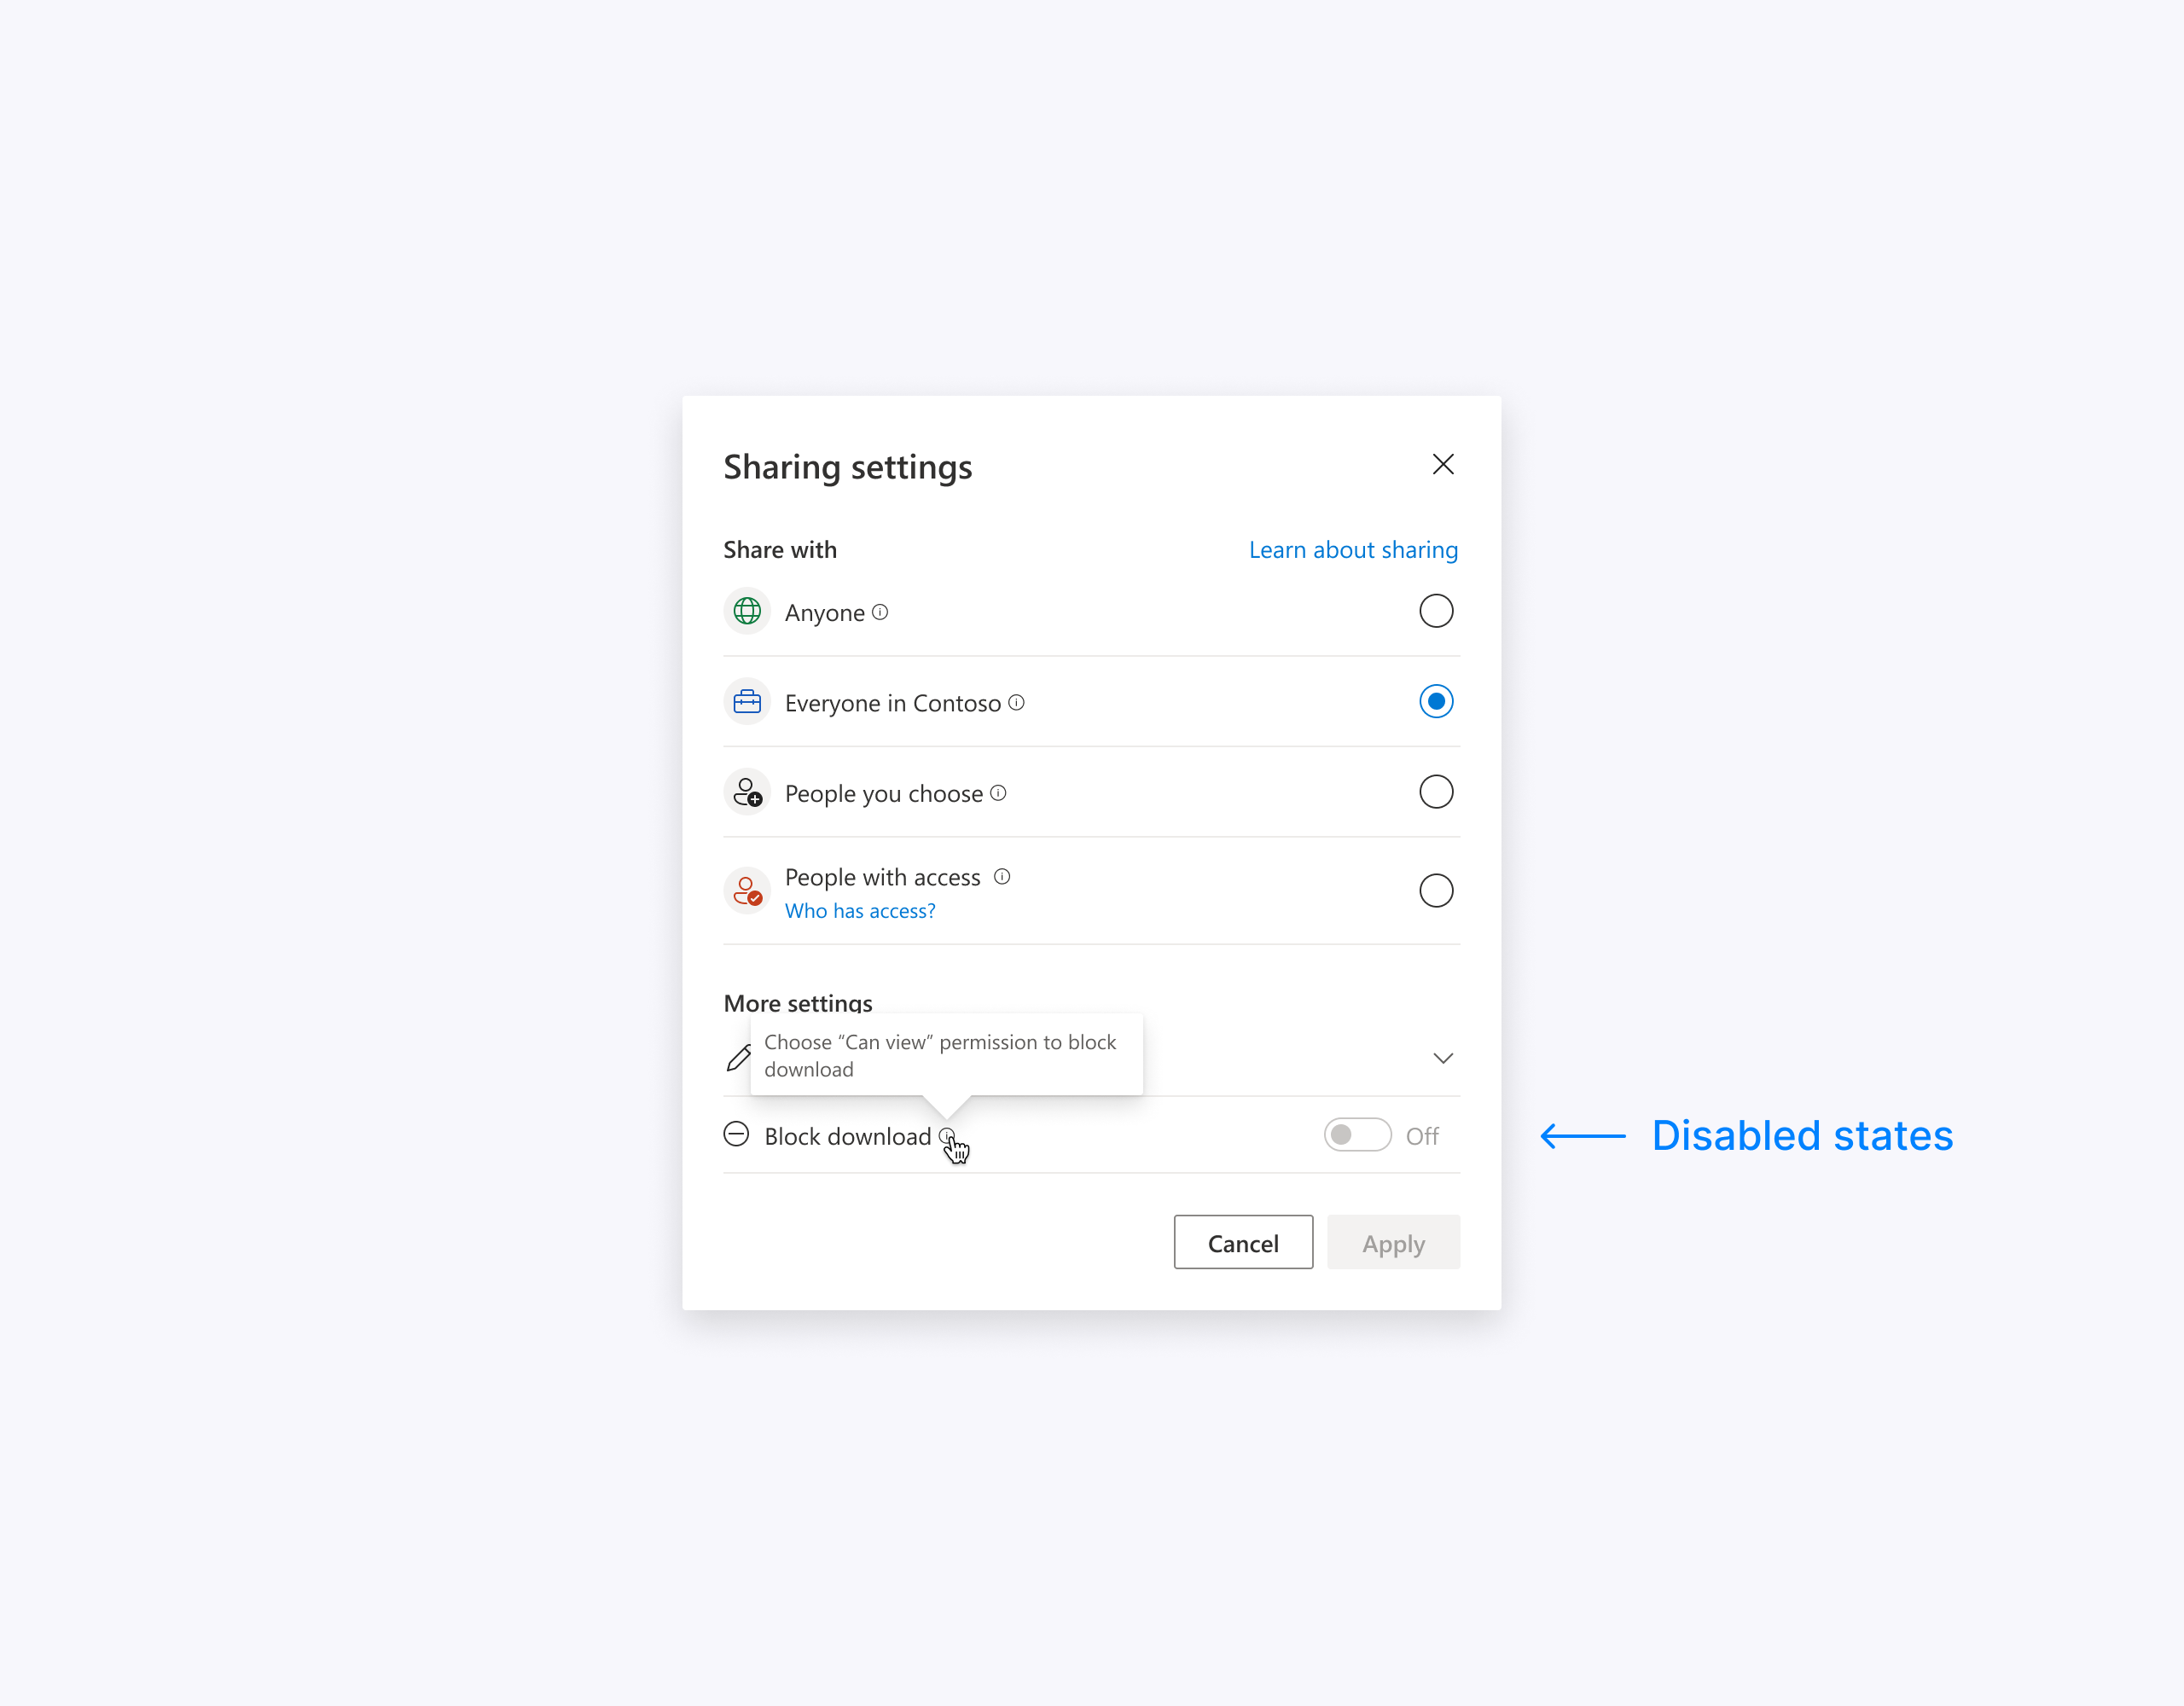 Sharing settings
Share with
Learn about sharing
Anyone
Everyone in Contoso
People you choose
People with access
Who has access?
More settings
Choose “Can view” permission to block
download
Block download
Off
Disabled states
Cancel
Apply